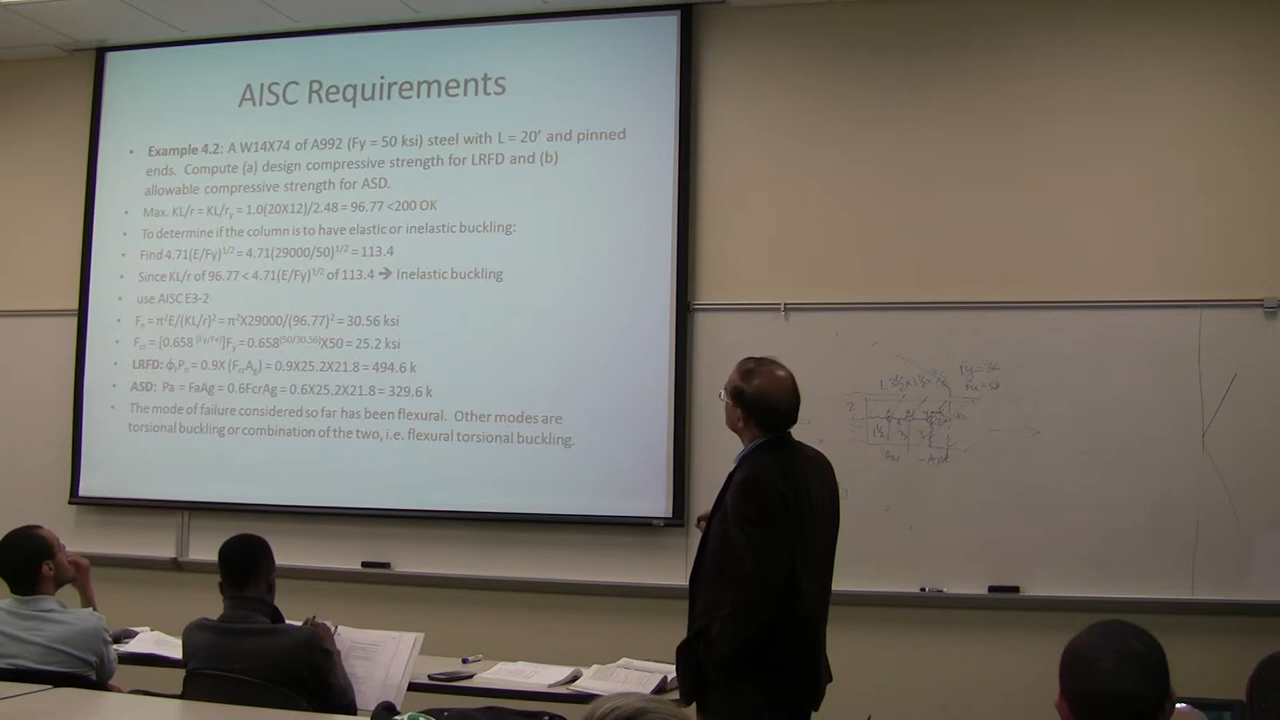 AISC Requirements
• Example 4.2: A W14X74 of A992 (Fy = 50 ksi) steel with L = 20’ and pinned
ends. Compute (a) design compressive strength for LRFD and (b)
allowable compressive strength for ASD.
• Max. KL/r = KL/ry = 1.0(20X12)/2.48 = 96.77 <200 OK
• To determine if the column is to have elastic or inelastic buckling:
• Find 4.71(E/Fy)^1/2 = 4.71(29000/50)^1/2 = 113.4
• Since KL/r of 96.77 < 4.71(E/Fy)^1/2 of 113.4 → Inelastic buckling
• use AISC E3-2
• Fe = π²E/(KL/r)² = π²X29000/(96.77)² = 30.56 ksi
• Fcr = [0.658^(Fy/Fe)]Fy = 0.658^(50/30.56)X50 = 25.2 ksi
• LRFD: ϕcPn = 0.9X (FcrAg) = 0.9X25.2X21.8 = 494.6 k
• ASD: Pa = FaAg = 0.6FcrAg = 0.6X25.2X21.8 = 329.6 k
• The mode of failure considered so far has been flexural. Other modes are
torsional buckling or combination of the two, i.e. flexural torsional buckling.
Fy = 36